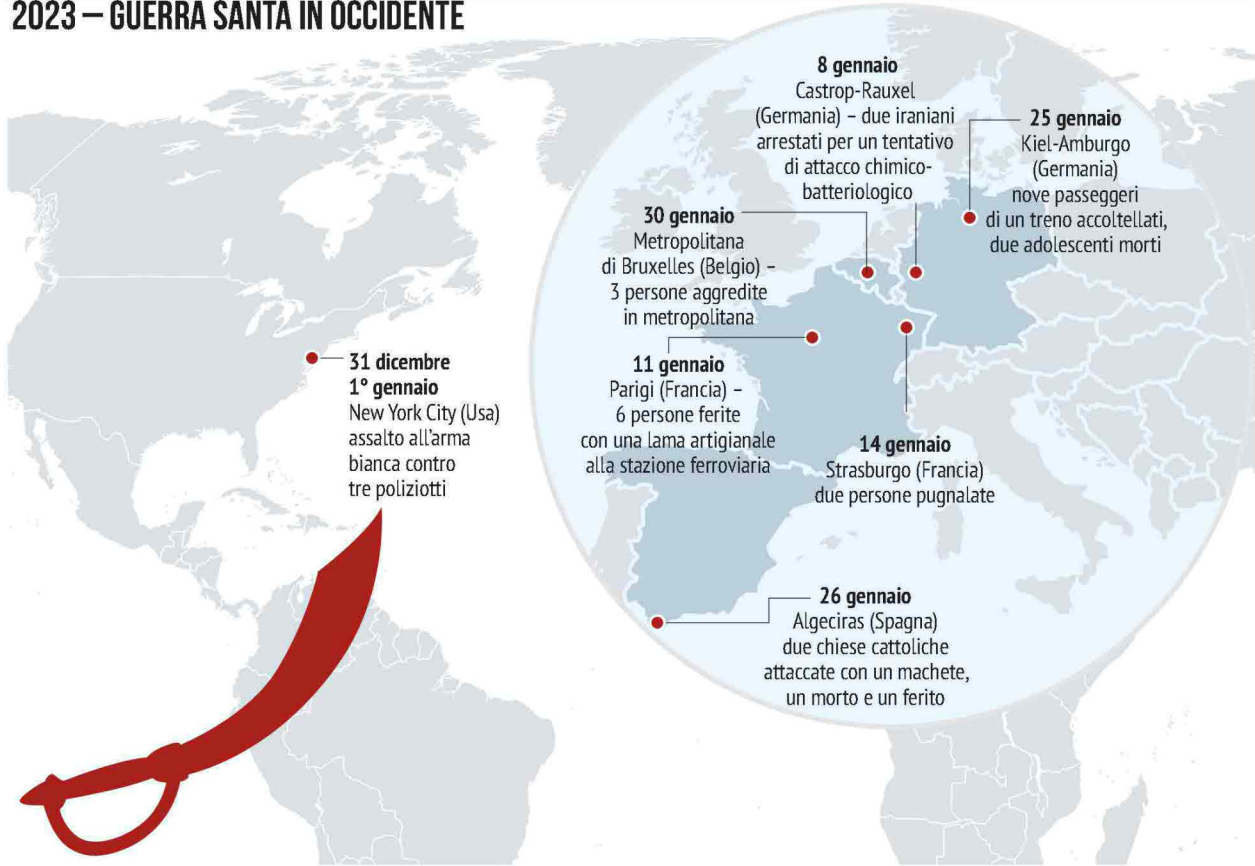 2023 – GUERRA SANTA IN OCCIDENTE
8 gennaio
Castrop-Rauxel
(Germania) – due iraniani
arrestati per un tentativo
di attacco chimico-
batteriologico
25 gennaio
Kiel-Amburgo
(Germania)
nove passeggeri
di un treno accoltellati,
due adolescenti morti
30 gennaio
Metropolitana
di Bruxelles (Belgio) –
3 persone aggredite
in metropolitana
31 dicembre
1° gennaio
New York City (Usa)
assalto all'arma
bianca contro
tre poliziotti
11 gennaio
Parigi (Francia) –
6 persone ferite
con una lama artigianale
alla stazione ferroviaria
14 gennaio
Strasburgo (Francia)
due persone pugnalate
26 gennaio
Algeciras (Spagna)
due chiese cattoliche
attaccate con un machete,
un morto e un ferito